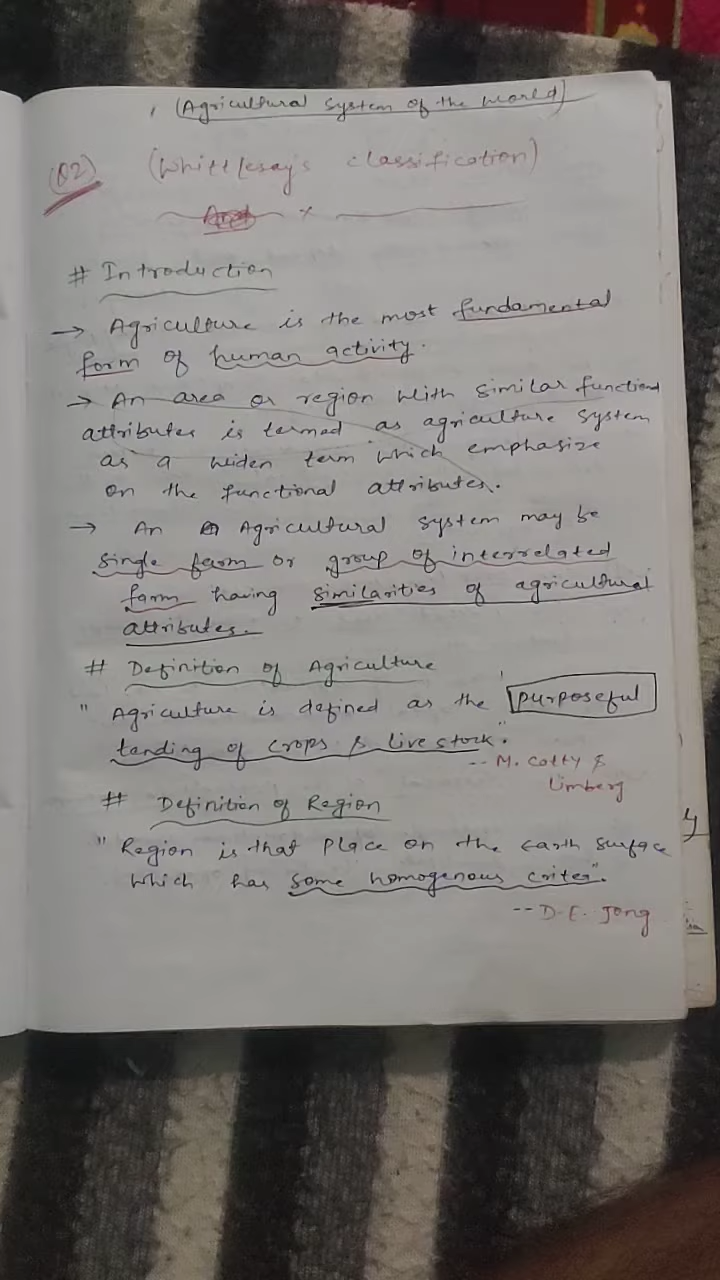 (Agricultural System of the World)
Q2) (Whittlesay's classification)
# Introduction
→ Agriculture is the most fundamental
form of human activity.
→ An area or region with similar functional
attributes is termed as agriculture system
as a widen term which emphasize
on the functional attributes.
→ An Agricultural system may be
single farm or group of interrelated
farm having similarities of agricultural
attributes.
# Definition of Agriculture
" Agriculture is defined as the purposeful
tending of crops & live stock."
-- M. Cotty &
Limberg
# Definition of Region
" Region is that place on the earth surface
which has some homogenous criter".
-- D.E. Jong
y